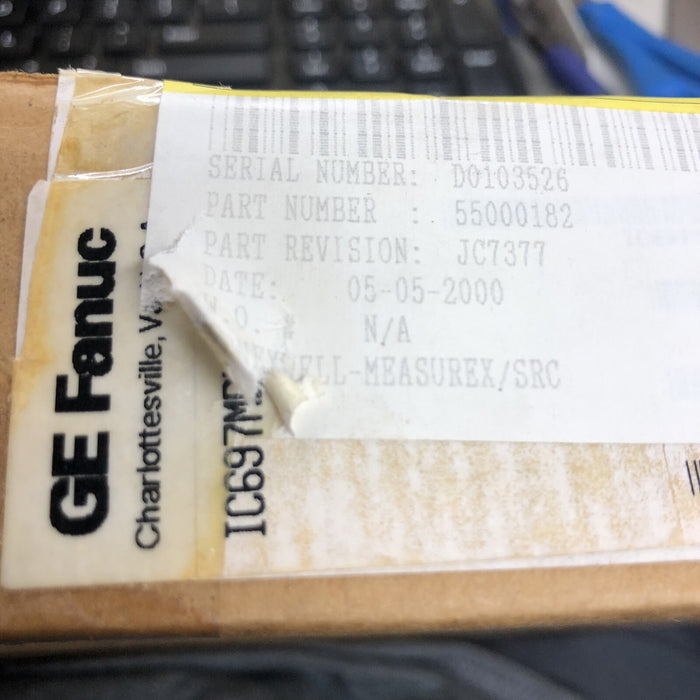 SERIAL NUMBER: D0103526
PART NUMBER : 55000182
PART REVISION: JC7377
DATE: 05-05-2000
.O. # N/A
WELL-MEASUREX/SRC
GE Fanuc
Charlottesville, V
IC697M